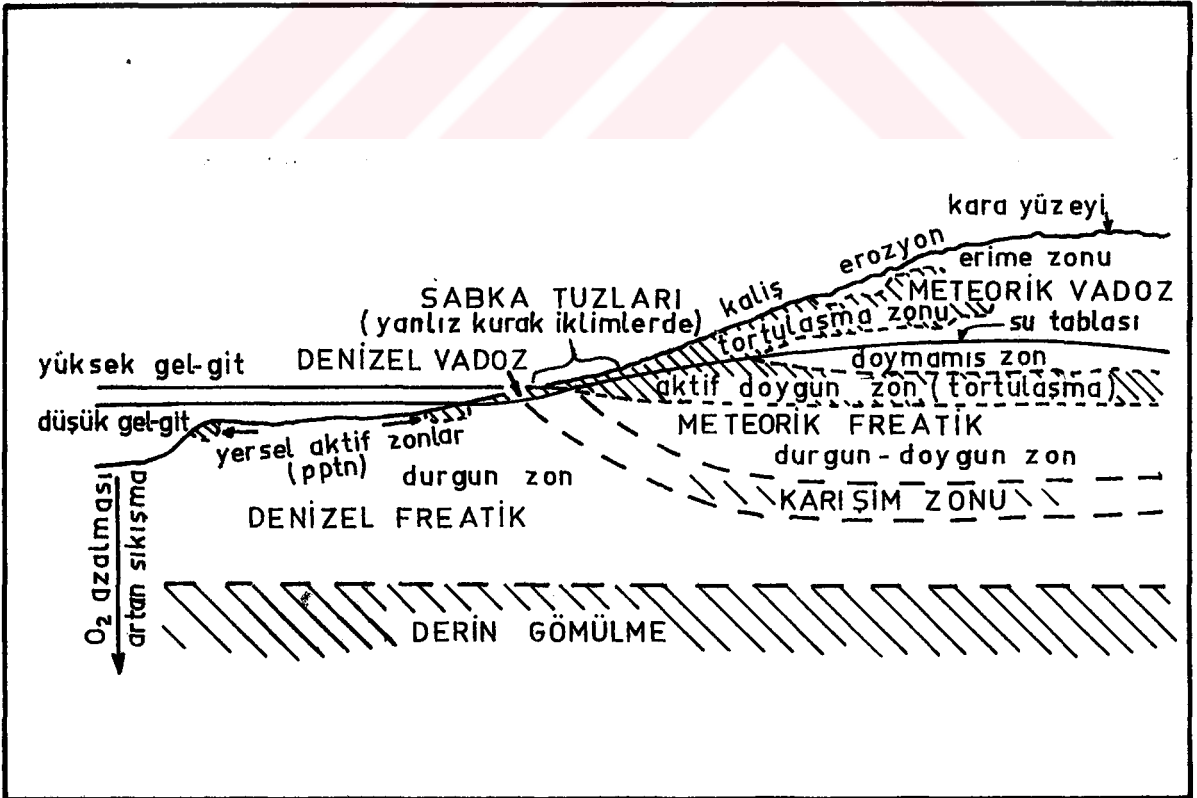 kara yüzeyi
erozyon
erime zonu
SABKA TUZLARI
kaliş
METEORİK VADOZ
(yanlız kurak iklimlerde)
tortulaşma zonu
su tablası
yüksek gel-git
DENİZEL VADOZ
doymamıs zon
aktif doygun zon (tortulaşma)
düşük gel-git
METEORİK FREATİK
yersel aktif zonlar
(pptn)
durgun zon
durgun-doygun zon
KARIŞIM ZONU
DENİZEL FREATİK
O2 azalması
artan sıkışma
DERİN GÖMÜLME